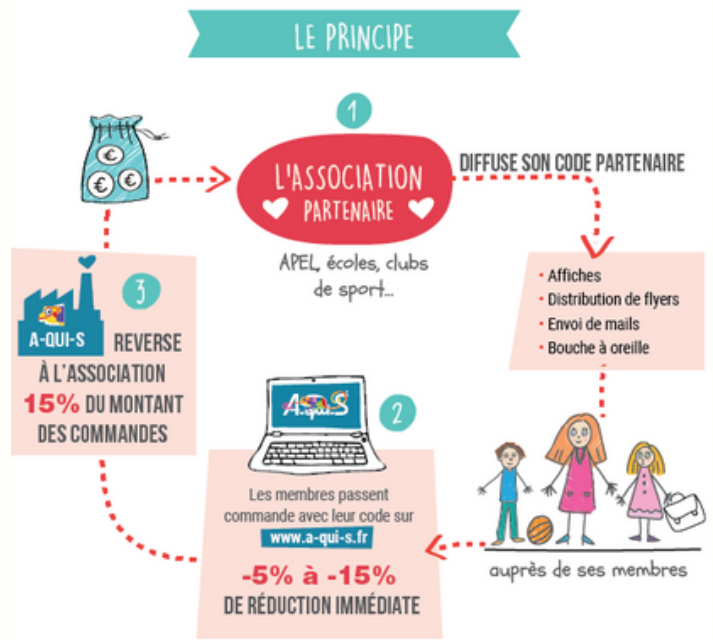 LE PRINCIPE
1
L'ASSOCIATION
PARTENAIRE
APEL, écoles, clubs
de sport...
DIFFUSE SON CODE PARTENAIRE
• Affiches
• Distribution de flyers
• Envoi de mails
• Bouche à oreille
auprès de ses membres
2
A-qui-S
Les membres passent
commande avec leur code sur
www.a-qui-s.fr
-5% à -15%
DE RÉDUCTION IMMÉDIATE
3
A-QUI-S REVERSE
À L'ASSOCIATION
15% DU MONTANT
DES COMMANDES
€
€ €